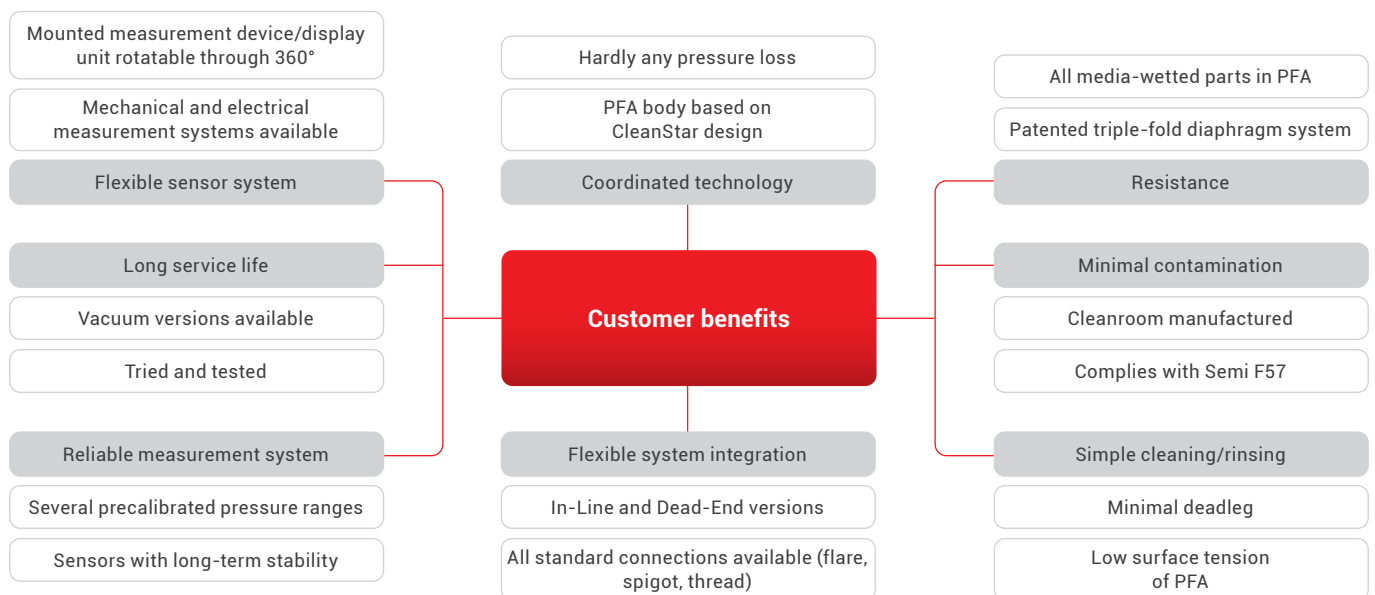 Mounted measurement device/display
unit rotatable through 360°
Mechanical and electrical
measurement systems available
Flexible sensor system
Long service life
Vacuum versions available
Tried and tested
Reliable measurement system
Several precalibrated pressure ranges
Sensors with long-term stability
Hardly any pressure loss
PFA body based on
CleanStar design
Coordinated technology
Customer benefits
Flexible system integration
In-Line and Dead-End versions
All standard connections available (flare,
spigot, thread)
All media-wetted parts in PFA
Patented triple-fold diaphragm system
Resistance
Minimal contamination
Cleanroom manufactured
Complies with Semi F57
Simple cleaning/rinsing
Minimal deadleg
Low surface tension
of PFA